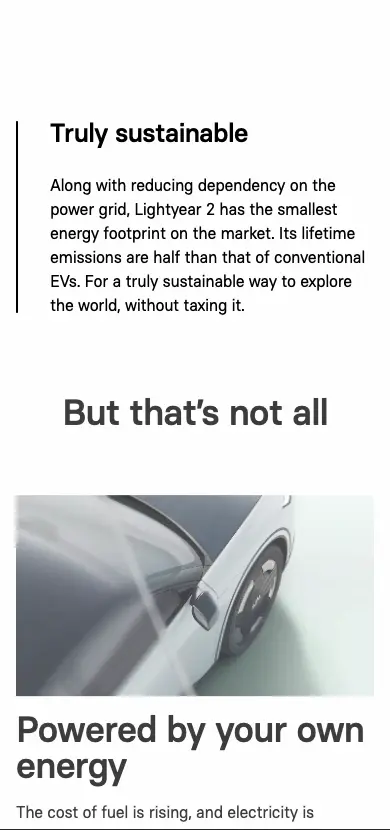 Truly sustainable
Along with reducing dependency on the
power grid, Lightyear 2 has the smallest
energy footprint on the market. Its lifetime
emissions are half than that of conventional
EVs. For a truly sustainable way to explore
the world, without taxing it.
But that’s not all
Powered by your own
energy
The cost of fuel is rising, and electricity is